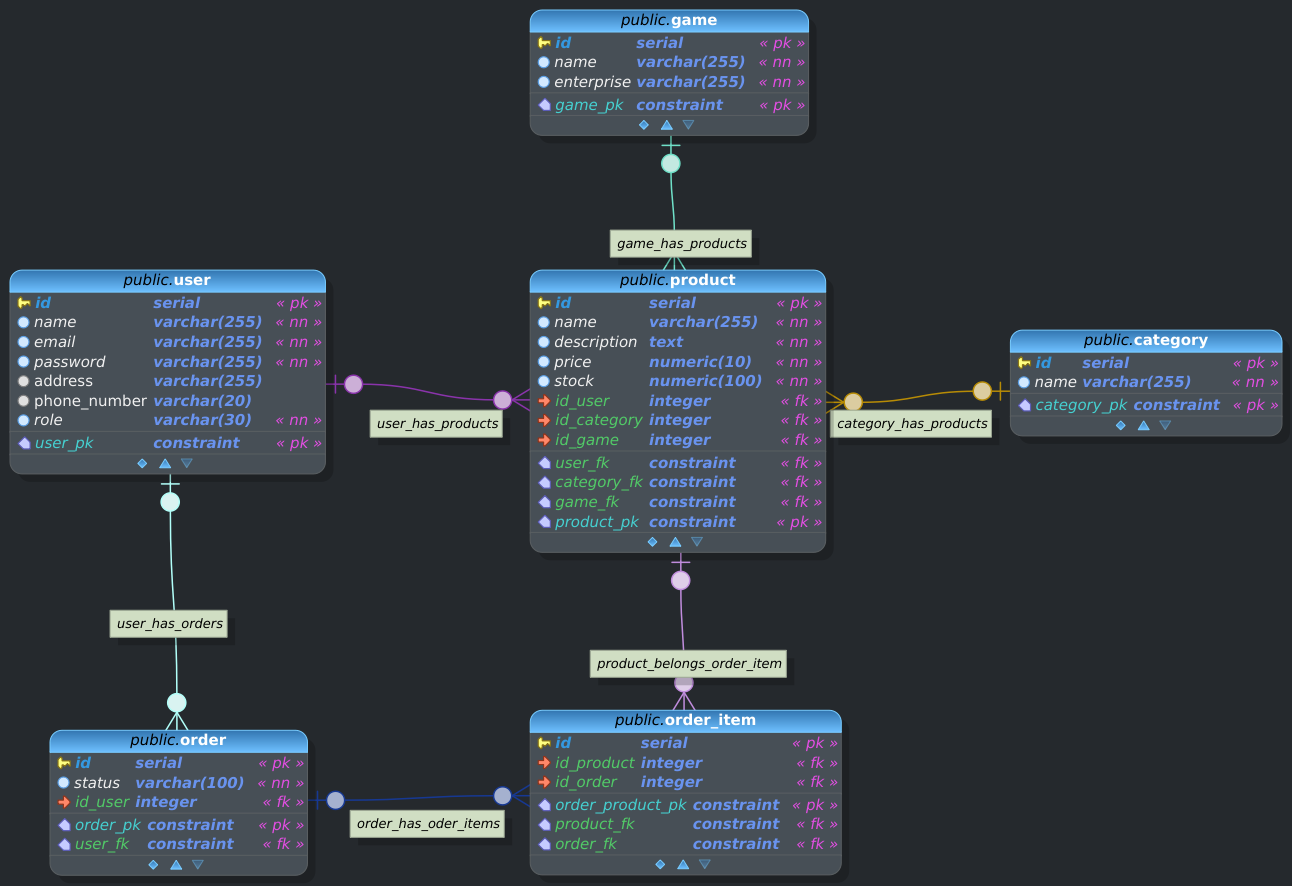 public.game
id serial « pk »
name varchar(255) « nn »
enterprise varchar(255) « nn »
game_pk constraint « pk »
game_has_products
public.user
id serial « pk »
name varchar(255) « nn »
email varchar(255) « nn »
password varchar(255) « nn »
address varchar(255)
phone_number varchar(20)
role varchar(30) « nn »
user_pk constraint « pk »
user_has_products
public.product
id serial « pk »
name varchar(255) « nn »
description text « nn »
price numeric(10) « nn »
stock numeric(100) « nn »
id_user integer « fk »
id_category integer « fk »
id_game integer « fk »
user_fk constraint « fk »
category_fk constraint « fk »
game_fk constraint « fk »
product_pk constraint « pk »
category_has_products
public.category
id serial « pk »
name varchar(255) « nn »
category_pk constraint « pk »
user_has_orders
product_belongs_order_item
public.order
id serial « pk »
status varchar(100) « nn »
id_user integer « fk »
order_pk constraint « pk »
user_fk constraint « fk »
order_has_oder_items
public.order_item
id serial « pk »
id_product integer « fk »
id_order integer « fk »
order_product_pk constraint « pk »
product_fk constraint « fk »
order_fk constraint « fk »